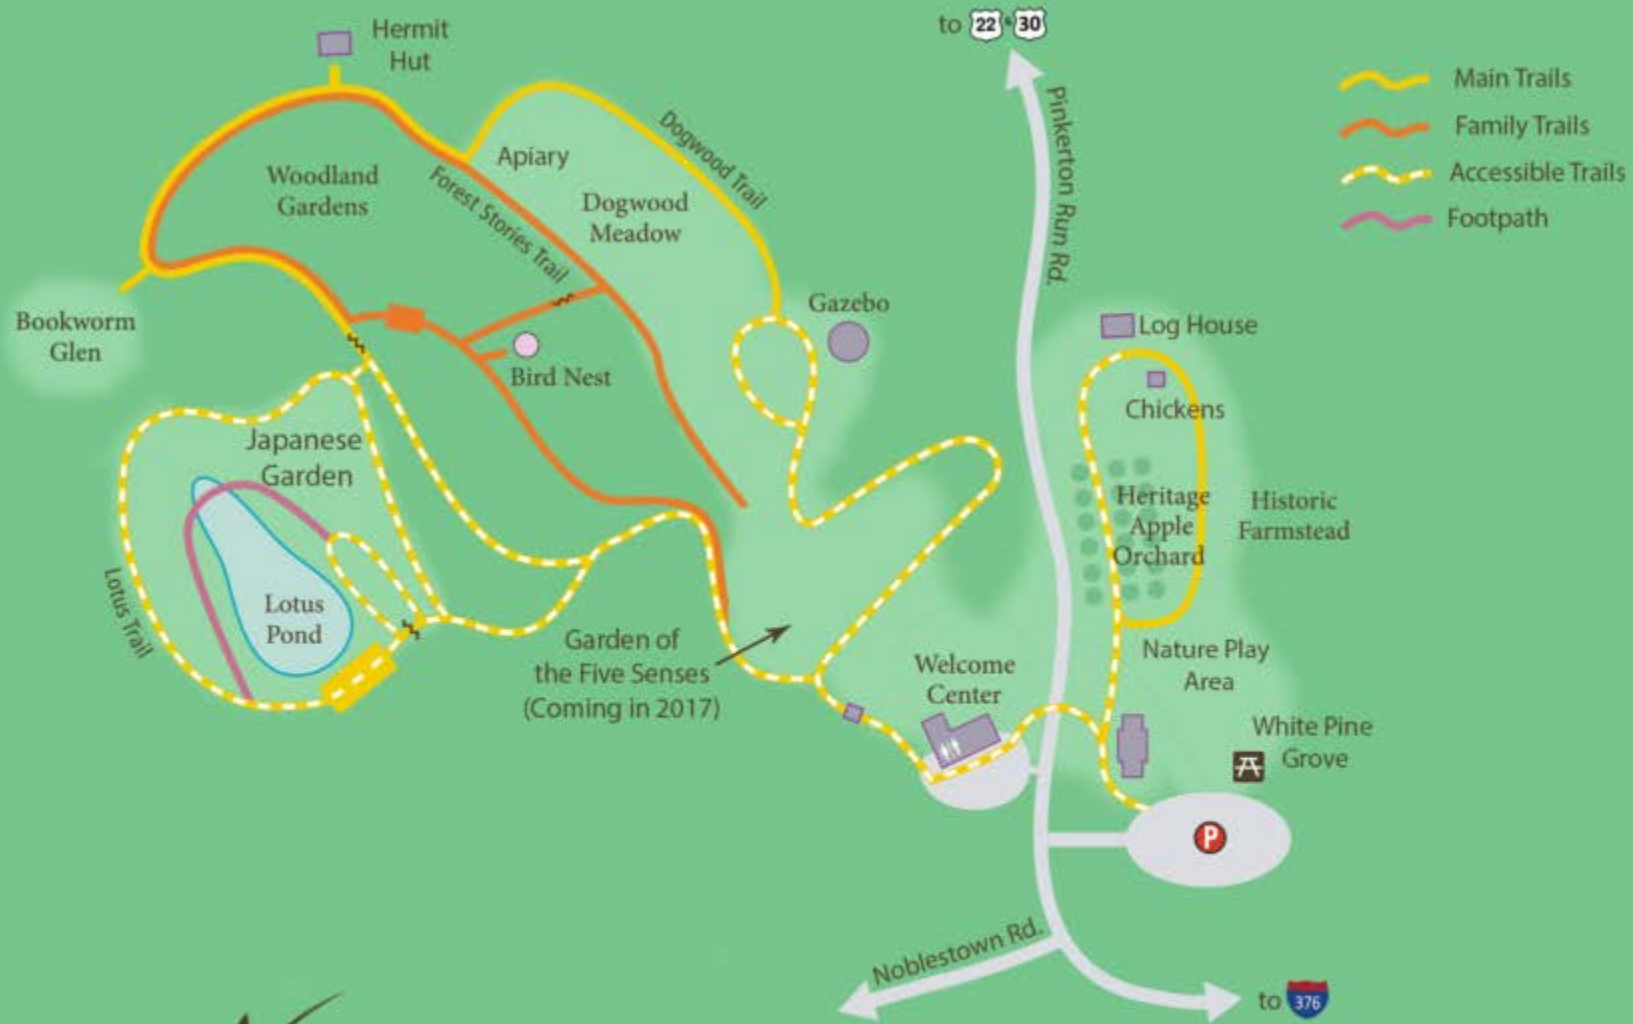 Hermit
Hut
to 22 & 30
Main Trails
Family Trails
Accessible Trails
Footpath
Pinkerton Run Rd.
Dogwood Trail
Apiary
Woodland
Gardens
Forest Stories Trail
Dogwood
Meadow
Gazebo
Bookworm
Glen
Log House
Bird Nest
Chickens
Japanese
Garden
Heritage
Apple
Orchard
Historic
Farmstead
Lotus Trail
Lotus
Pond
Garden of
the Five Senses
(Coming in 2017)
Welcome
Center
Nature Play
Area
White Pine
Grove
P
Noblestown Rd.
to 376